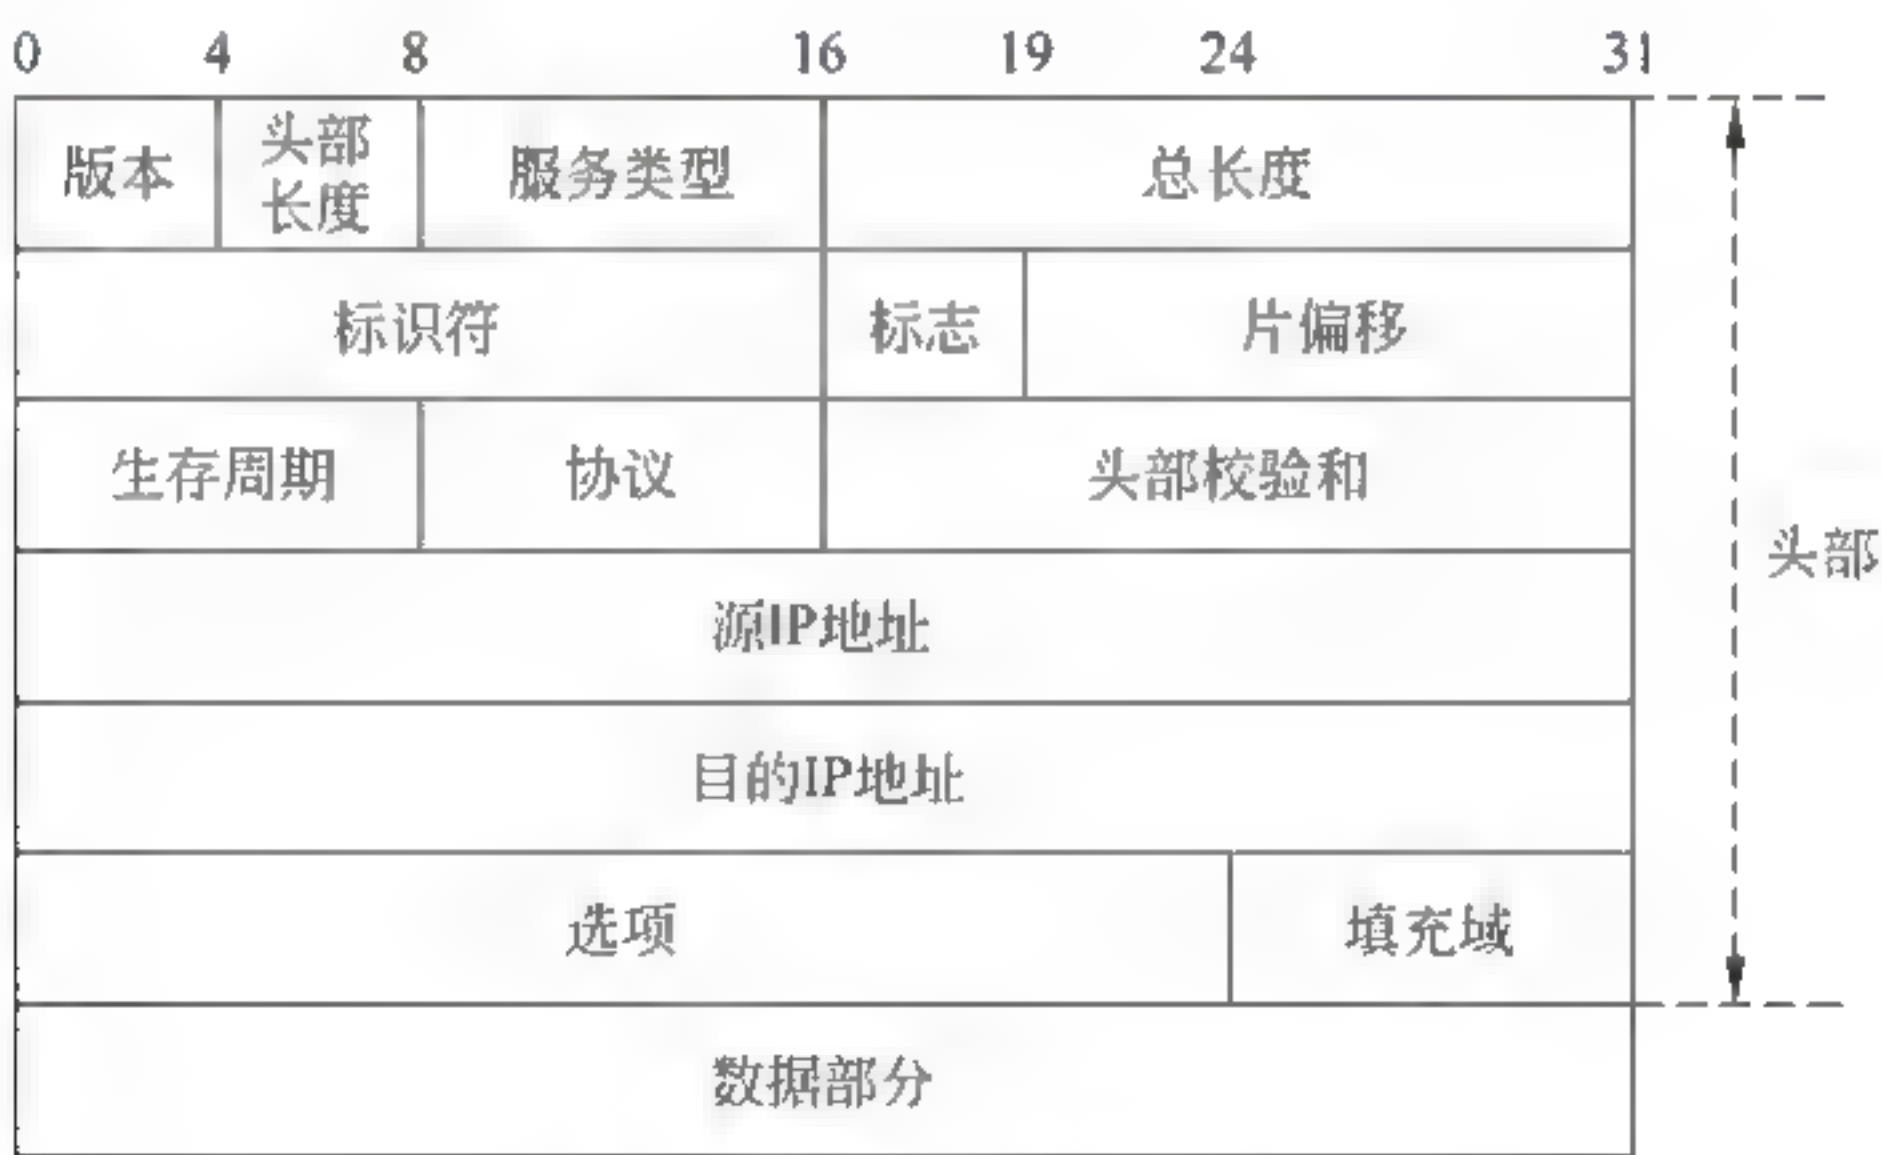 0 4 8 16 19 24 31
版本 头部长度 服务类型 总长度
标识符 标志 片偏移
生存周期 协议 头部校验和
头部
源IP地址
目的IP地址
选项 填充域
数据部分